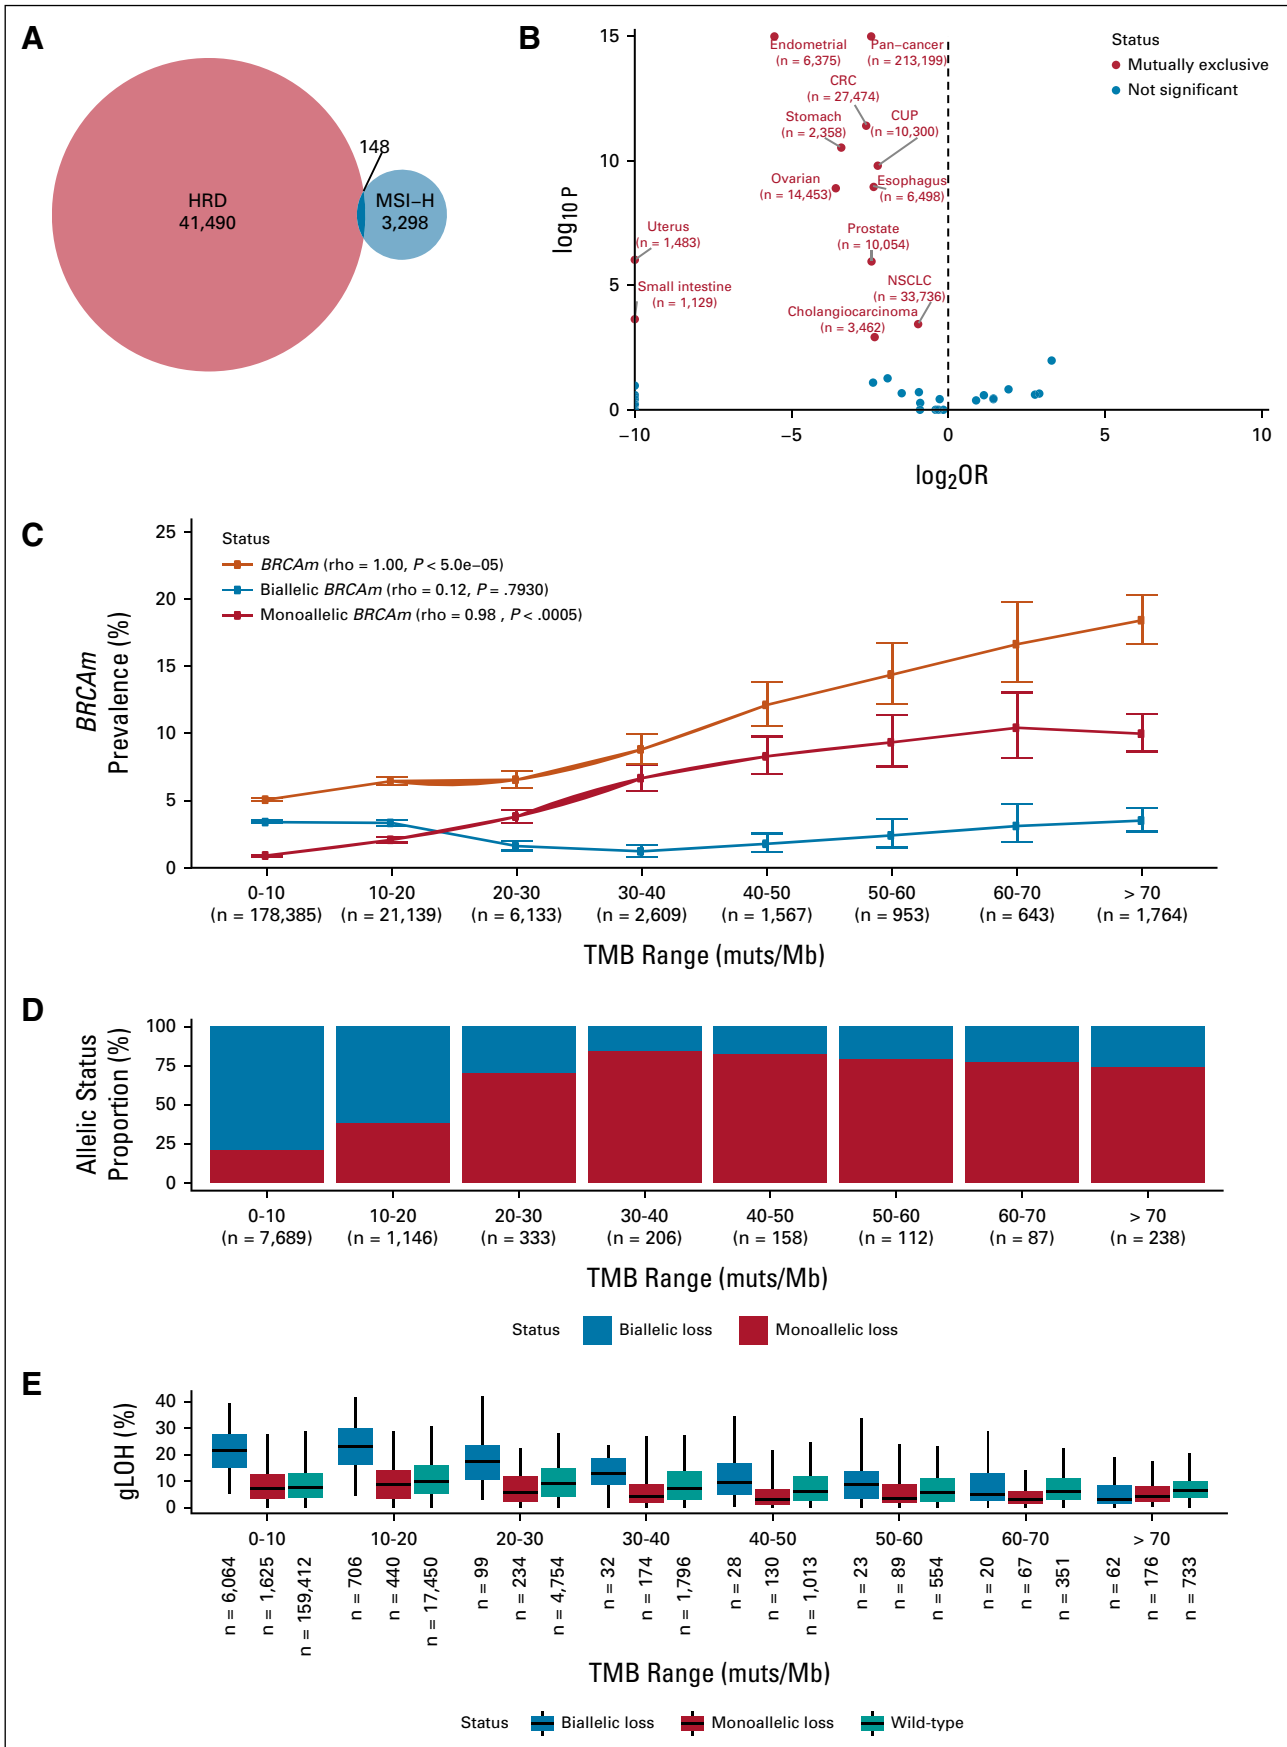 A
148
HRD
41,490
MSI–H
3,298
B
15
10
5
0
log10 P
−10
−5
0
5
10
log2OR
Endometrial
(n = 6,375)
Pan–cancer
(n = 213,199)
CRC
(n = 27,474)
Stomach
(n = 2,358)
CUP
(n =10,300)
Ovarian
(n = 14,453)
Esophagus
(n = 6,498)
Uterus
(n = 1,483)
Prostate
(n = 10,054)
Small intestine
(n = 1,129)
NSCLC
(n = 33,736)
Cholangiocarcinoma
(n = 3,462)
Status
Mutually exclusive
Not significant
C
25
20
15
10
5
0
BRCAm
Prevalence (%)
Status
BRCAm (rho = 1.00, P < 5.0e−05)
Biallelic BRCAm (rho = 0.12, P = .7930)
Monoallelic BRCAm (rho = 0.98 , P < .0005)
0-10 10-20 20-30 30-40 40-50 50-60 60-70 > 70
(n = 178,385) (n = 21,139) (n = 6,133) (n = 2,609) (n = 1,567) (n = 953) (n = 643) (n = 1,764)
TMB Range (muts/Mb)
D
100
75
50
25
0
Allelic Status
Proportion (%)
0-10 10-20 20-30 30-40 40-50 50-60 60-70 > 70
(n = 7,689) (n = 1,146) (n = 333) (n = 206) (n = 158) (n = 112) (n = 87) (n = 238)
TMB Range (muts/Mb)
Status Biallelic loss Monoallelic loss
E
40
30
20
10
0
gLOH (%)
0-10 10-20 20-30 30-40 40-50 50-60 60-70 > 70
n = 6,064
n = 1,625
n = 159,412
n = 706
n = 440
n = 17,450
n = 99
n = 234
n = 4,754
n = 32
n = 174
n = 1,796
n = 28
n = 130
n = 1,013
n = 23
n = 89
n = 554
n = 20
n = 67
n = 351
n = 62
n = 176
n = 733
TMB Range (muts/Mb)
Status Biallelic loss Monoallelic loss Wild-type